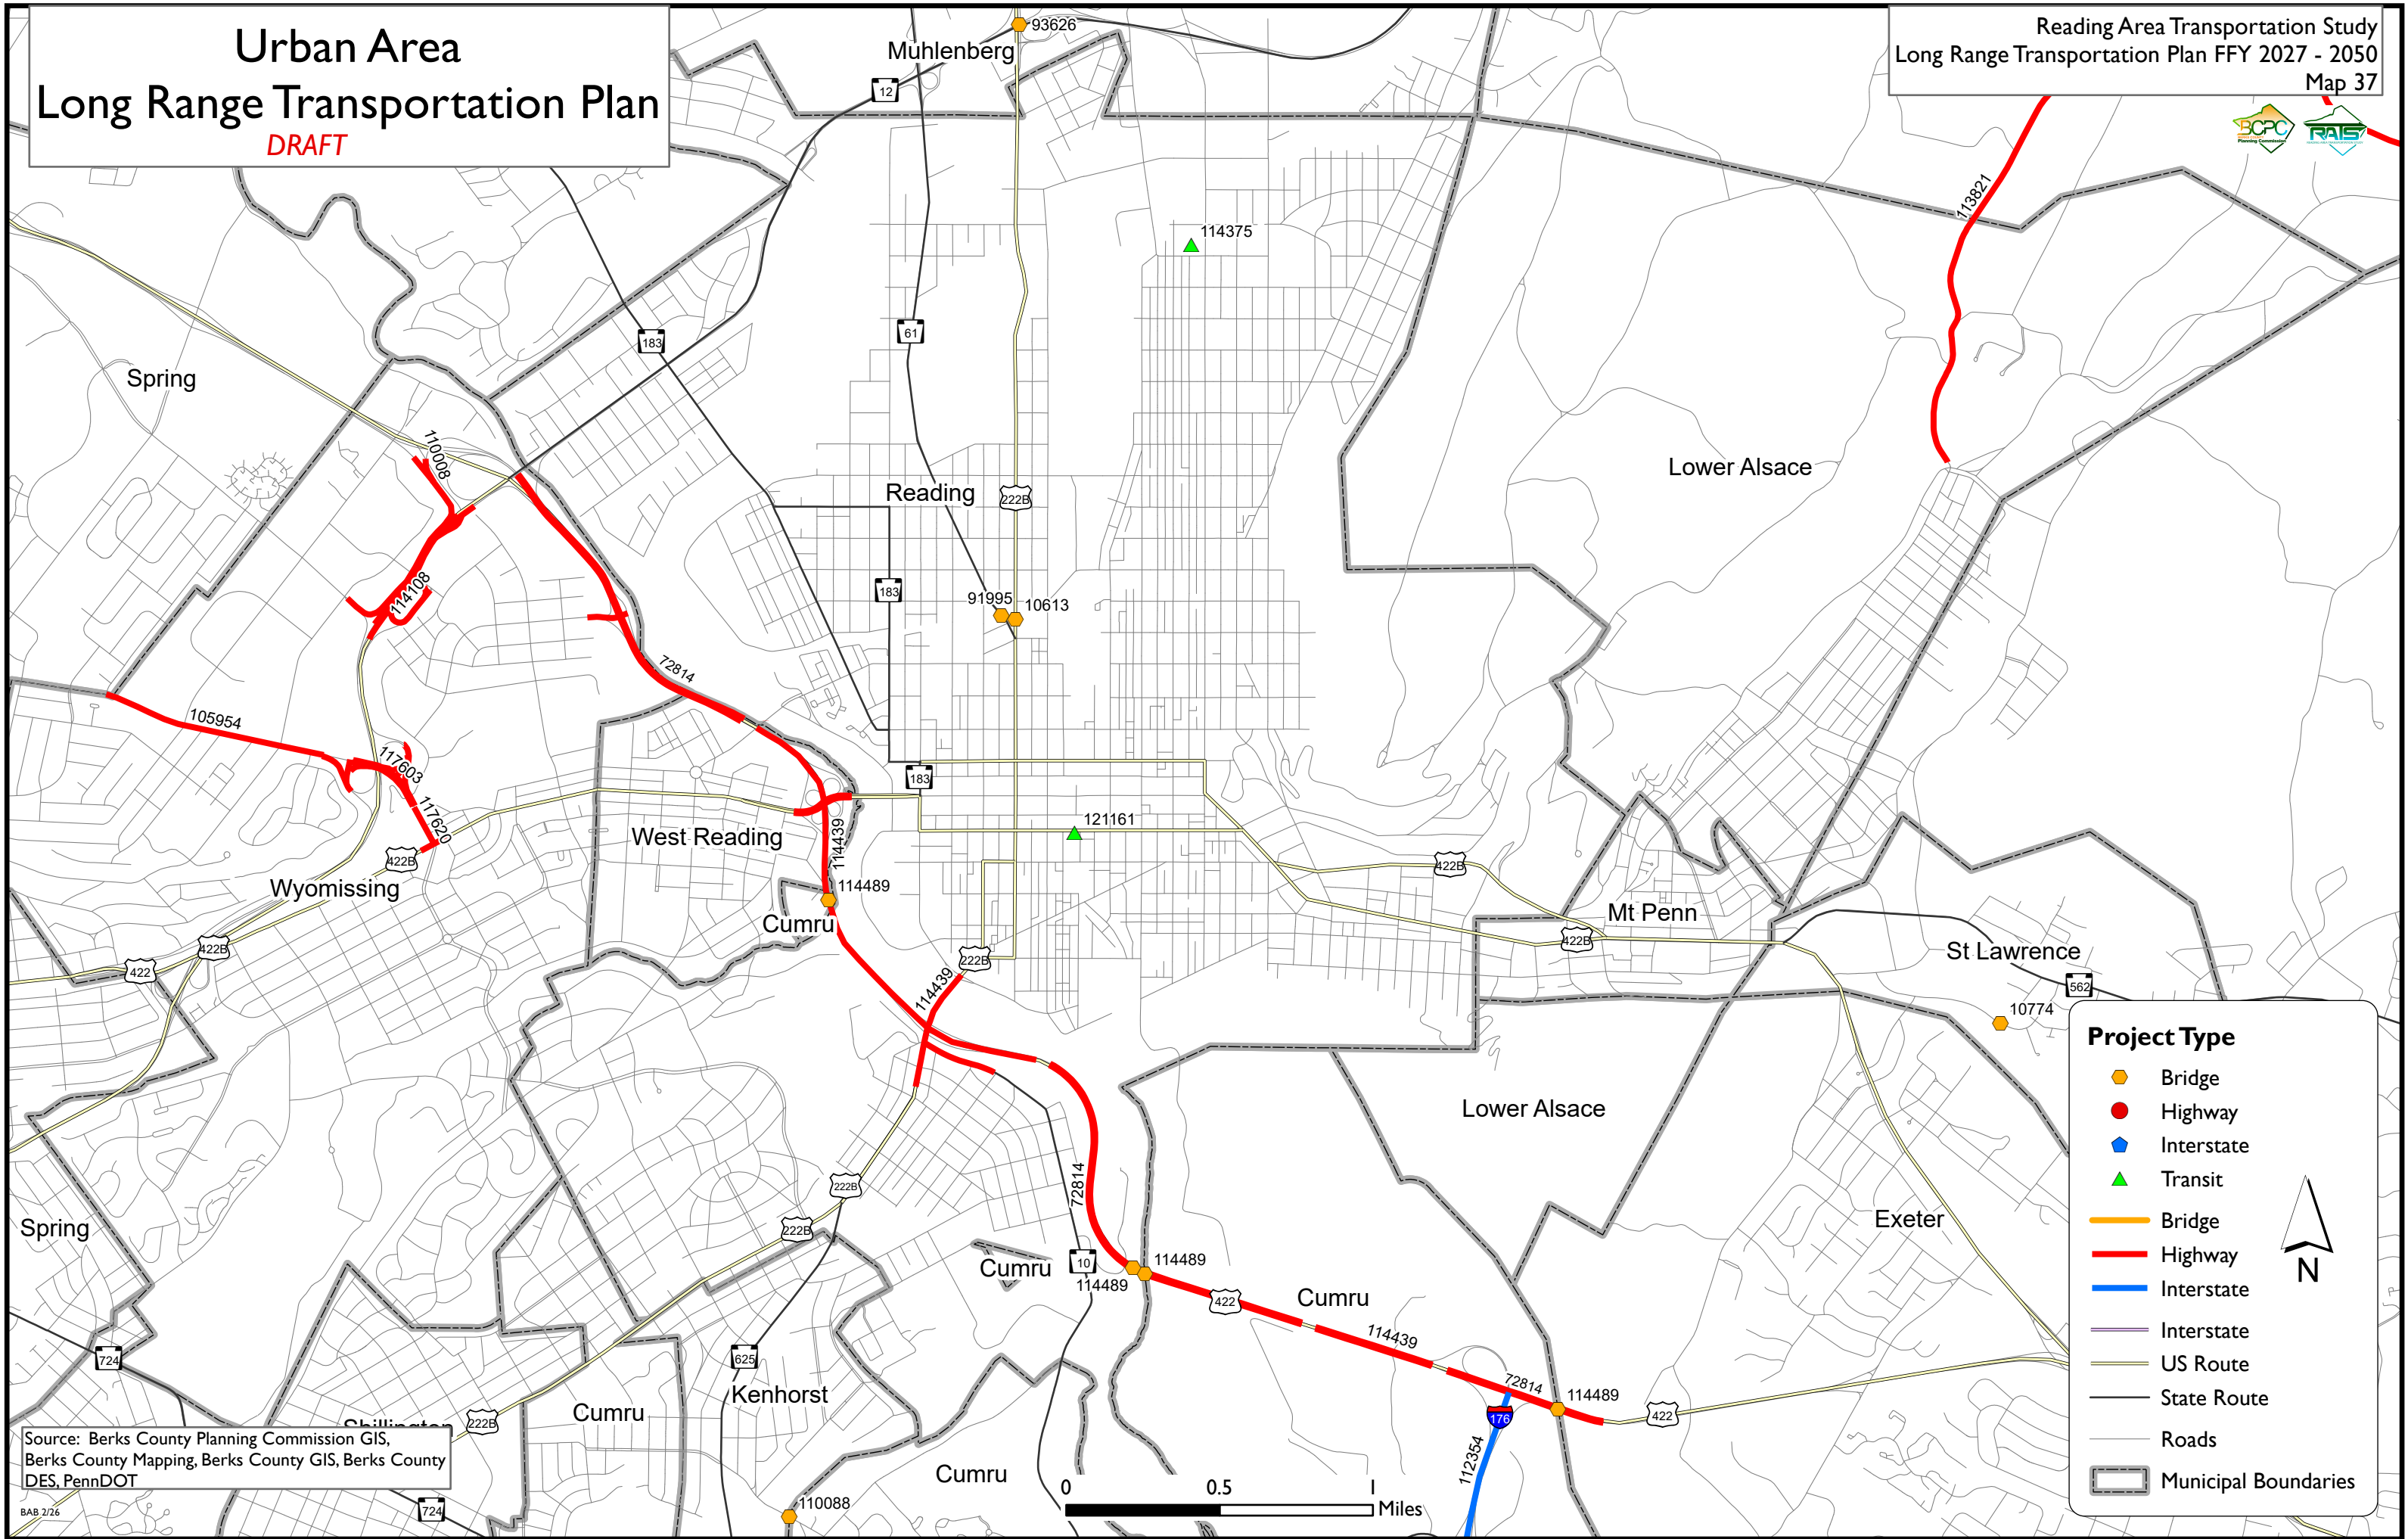 Urban Area
Long Range Transportation Plan
DRAFT
Reading Area Transportation Study
Long Range Transportation Plan FFY 2027 - 2050
Map 37
BCPC
Planning Commission
RATS
93626
Muhlenberg
12
113821
114375
61
183
Spring
110008
Lower Alsace
Reading
222B
114108
183
91995
10613
72814
105954
117603
183
117620
121161
West Reading
114439
422B
422B
Wyomissing
114489
Cumru
Mt Penn
422B
St Lawrence
422B
422
222B
562
114439
10774
Lower Alsace
72814
222B
Exeter
Spring
222B
Cumru
10
114489
114489
422
Cumru
114439
724
625
72814
114489
Kenhorst
Cumru
222B
176
422
112354
Cumru
724
110088
Project Type
Bridge
Highway
Interstate
Transit
Bridge
Highway
Interstate
Interstate
US Route
State Route
Roads
Municipal Boundaries
N
0 0.5 1
Miles
Shillington
Source: Berks County Planning Commission GIS,
Berks County Mapping, Berks County GIS, Berks County
DES, PennDOT
BAB 2/26